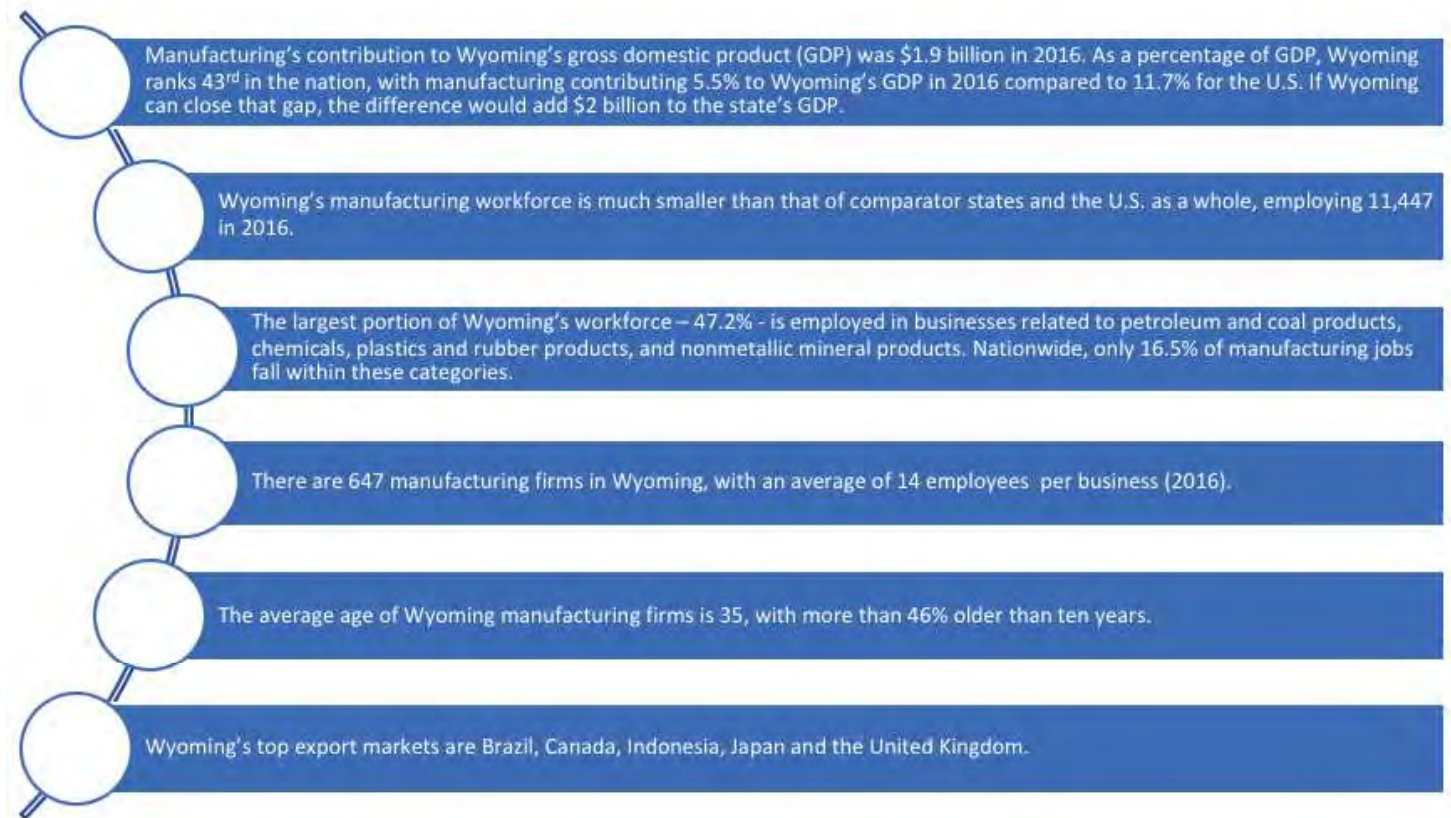 Manufacturing's contribution to Wyoming's gross domestic product (GDP) was $1.9 billion in 2016. As a percentage of GDP, Wyoming
ranks 43rd in the nation, with manufacturing contributing 5.5% to Wyoming's GDP in 2016 compared to 11.7% for the U.S. If Wyoming
can close that gap, the difference would add $2 billion to the state's GDP.
Wyoming's manufacturing workforce is much smaller than that of comparator states and the U.S. as a whole, employing 11,447
in 2016.
The largest portion of Wyoming's workforce – 47.2% - is employed in businesses related to petroleum and coal products,
chemicals, plastics and rubber products, and nonmetallic mineral products. Nationwide, only 16.5% of manufacturing jobs
fall within these categories.
There are 647 manufacturing firms in Wyoming, with an average of 14 employees  per business (2016).
The average age of Wyoming manufacturing firms is 35, with more than 46% older than ten years.
Wyoming's top export markets are Brazil, Canada, Indonesia, Japan and the United Kingdom.